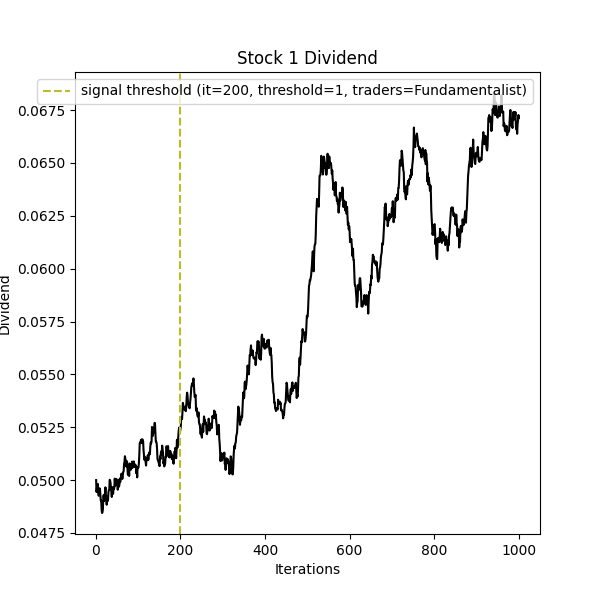 Stock 1 Dividend
signal threshold (it=200, threshold=1, traders=Fundamentalist)
0.0675
0.0650
0.0625
0.0600
0.0575
0.0550
0.0525
0.0500
0.0475
Dividend
0 200 400 600 800 1000
Iterations